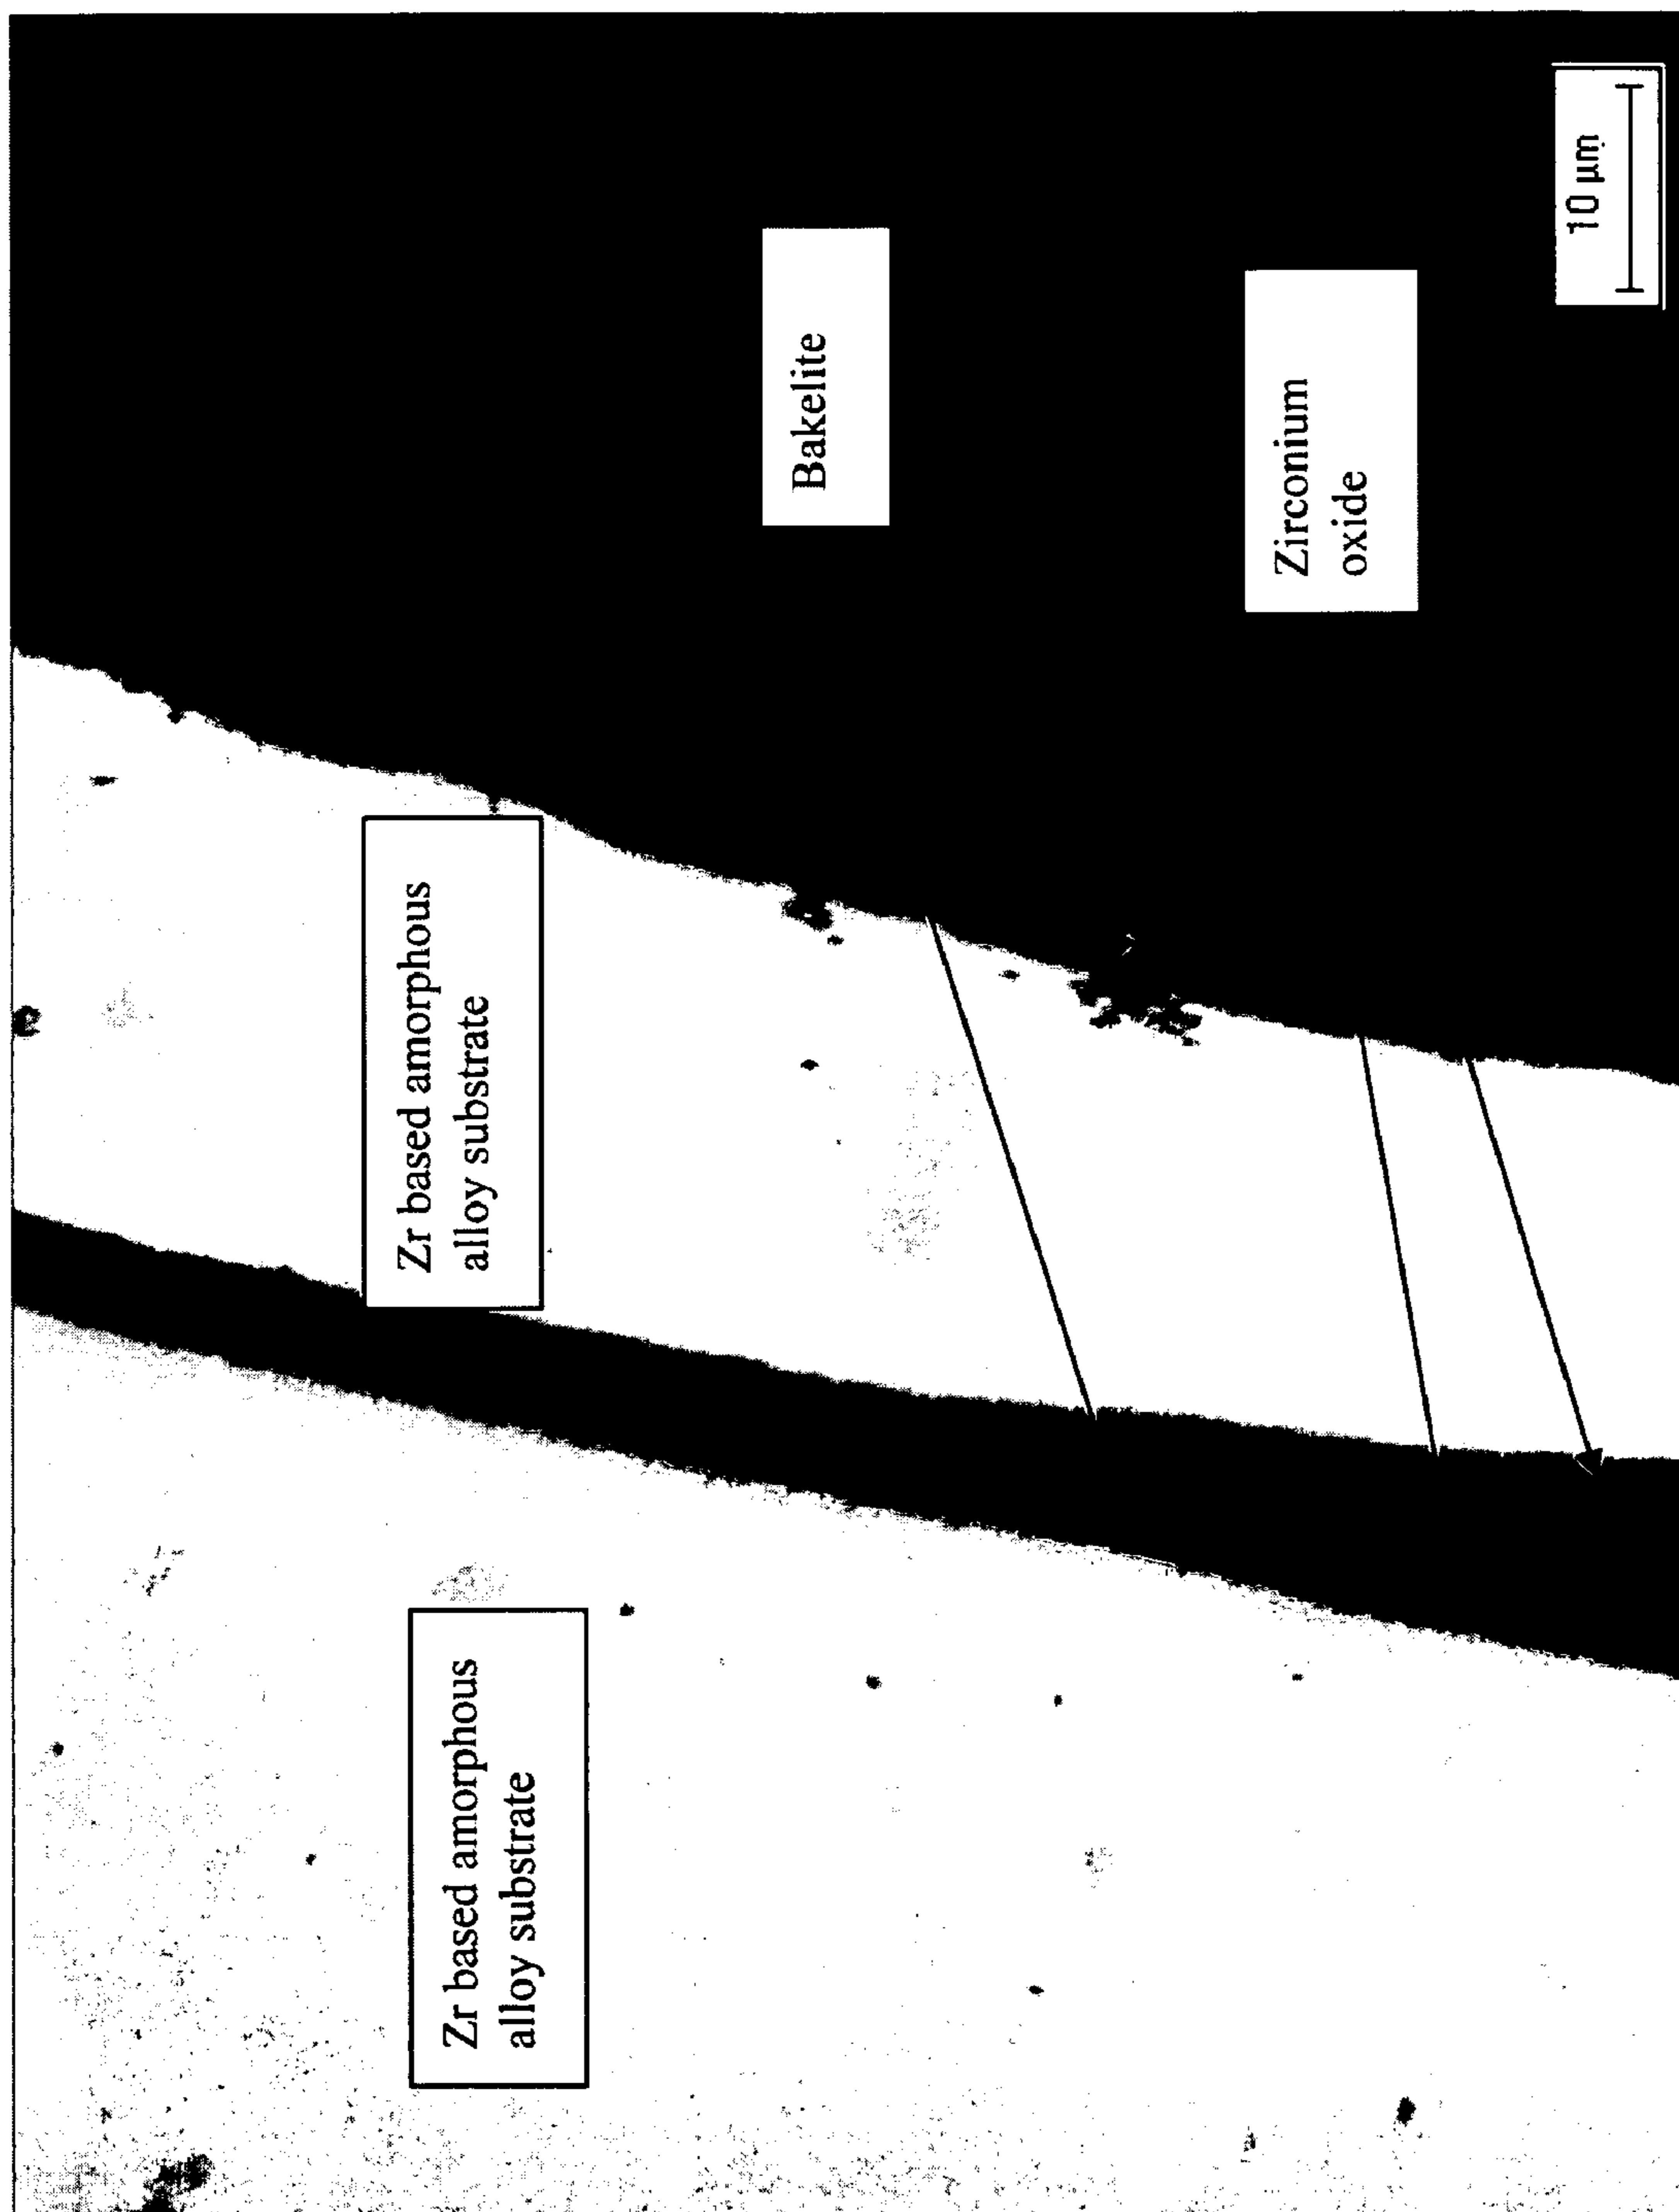 Zr based amorphous
alloy substrate
Zr based amorphous
alloy substrate
Bakelite
Zirconium
oxide
10 µm